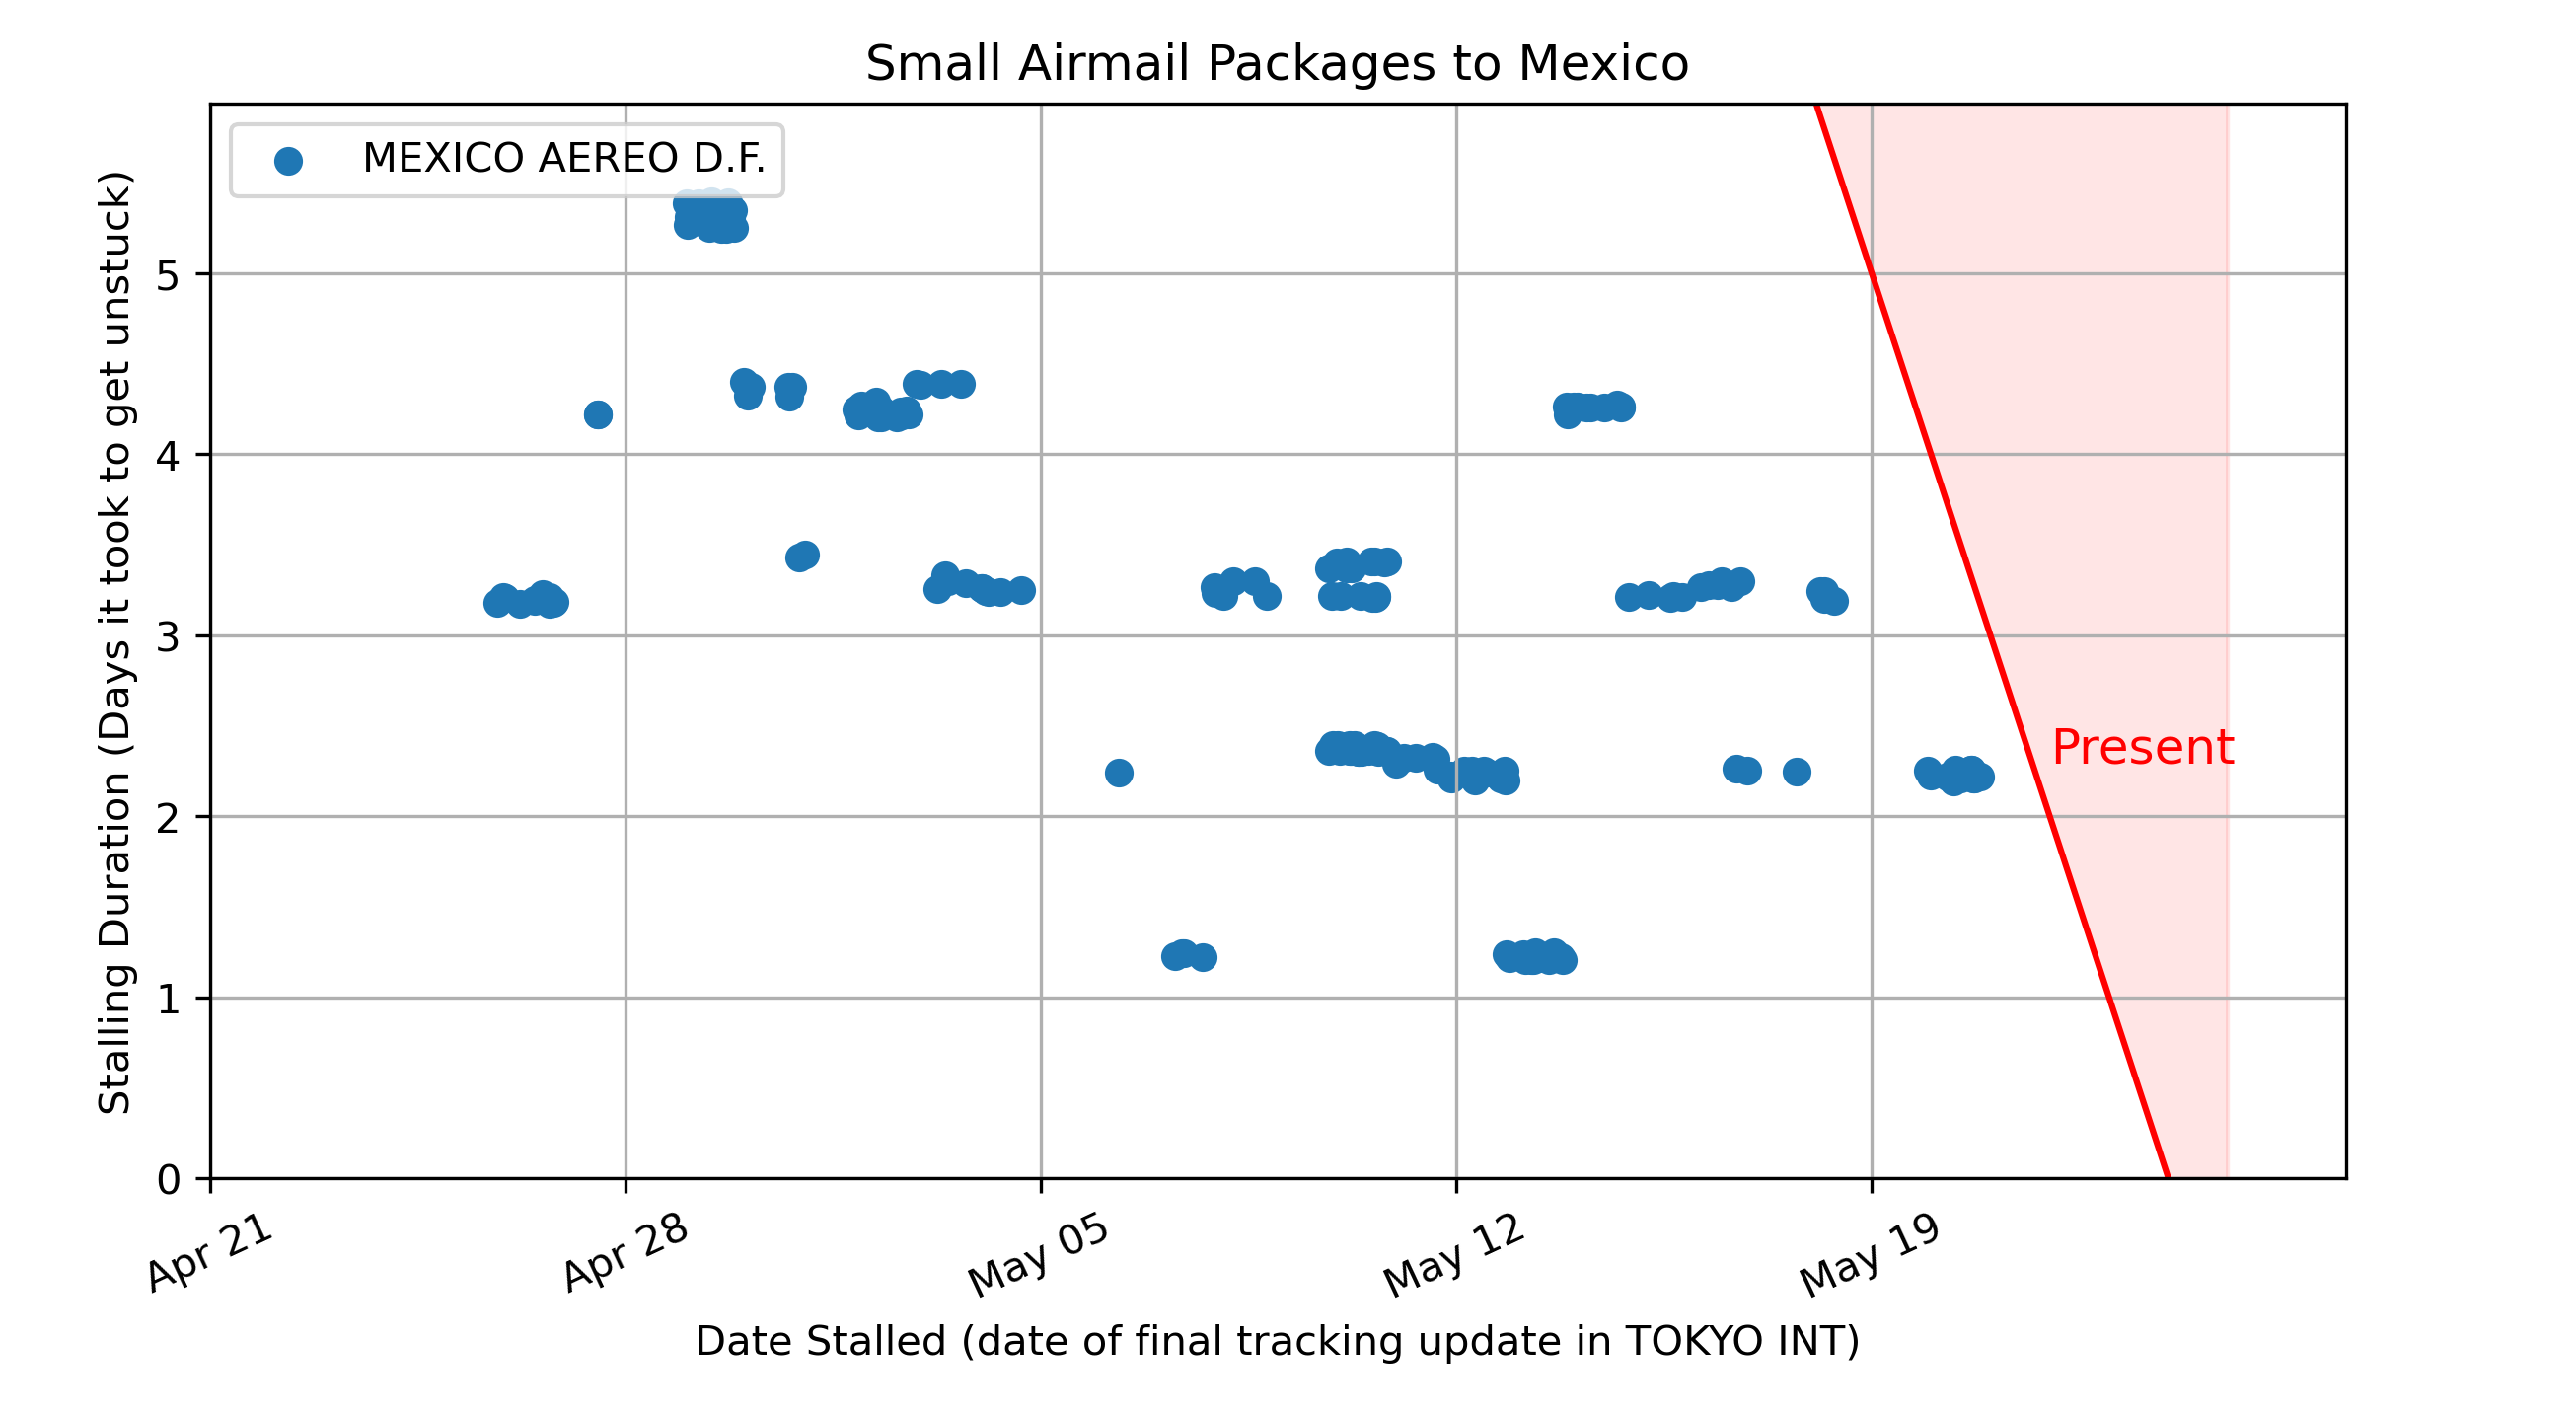 Small Airmail Packages to Mexico
MEXICO AEREO D.F.
Stalling Duration (Days it took to get unstuck)
5
4
3
2
1
0
Present
Apr 21
Apr 28
May 05
May 12
May 19
Date Stalled (date of final tracking update in TOKYO INT)